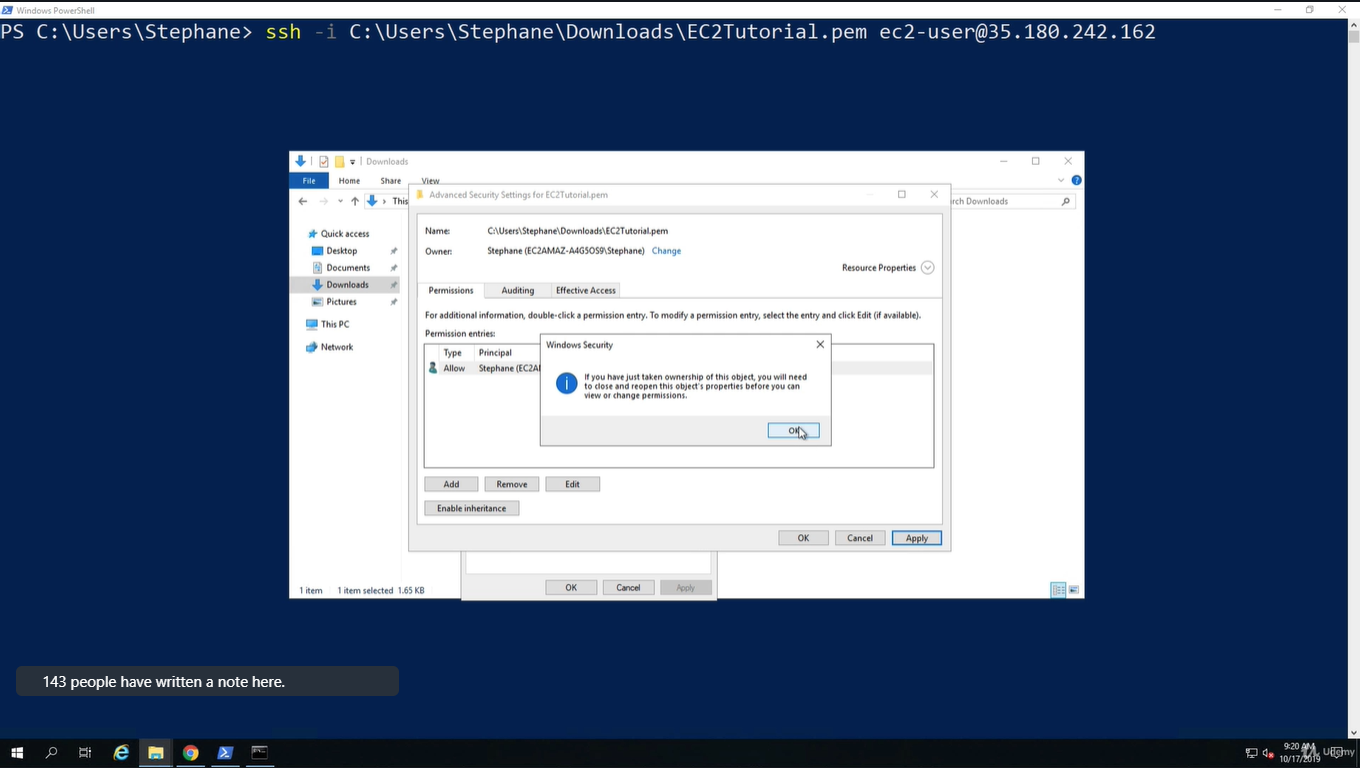 Windows PowerShell
PS C:\Users\Stephane> ssh -i C:\Users\Stephane\Downloads\EC2Tutorial.pem ec2-user@35.180.242.162
Downloads
File Home Share View
Advanced Security Settings for EC2Tutorial.pem
This
rch Downloads
Name: C:\Users\Stephane\Downloads\EC2Tutorial.pem
Owner: Stephane (EC2AMAZ-A4G5OS9\Stephane) Change
Resource Properties
Quick access
Desktop
Documents
Downloads
Pictures
This PC
Network
Permissions Auditing Effective Access
For additional information, double-click a permission entry. To modify a permission entry, select the entry and click Edit (if available).
Permission entries:
Type Principal
Allow Stephane (EC2A
Windows Security
If you have just taken ownership of this object, you will need
to close and reopen this object's properties before you can
view or change permissions.
OK
Add Remove Edit
Enable inheritance
OK Cancel Apply
OK Cancel Apply
1 item 1 item selected 1.65 KB
143 people have written a note here.
9:20 AM
10/17/2019
Udemy